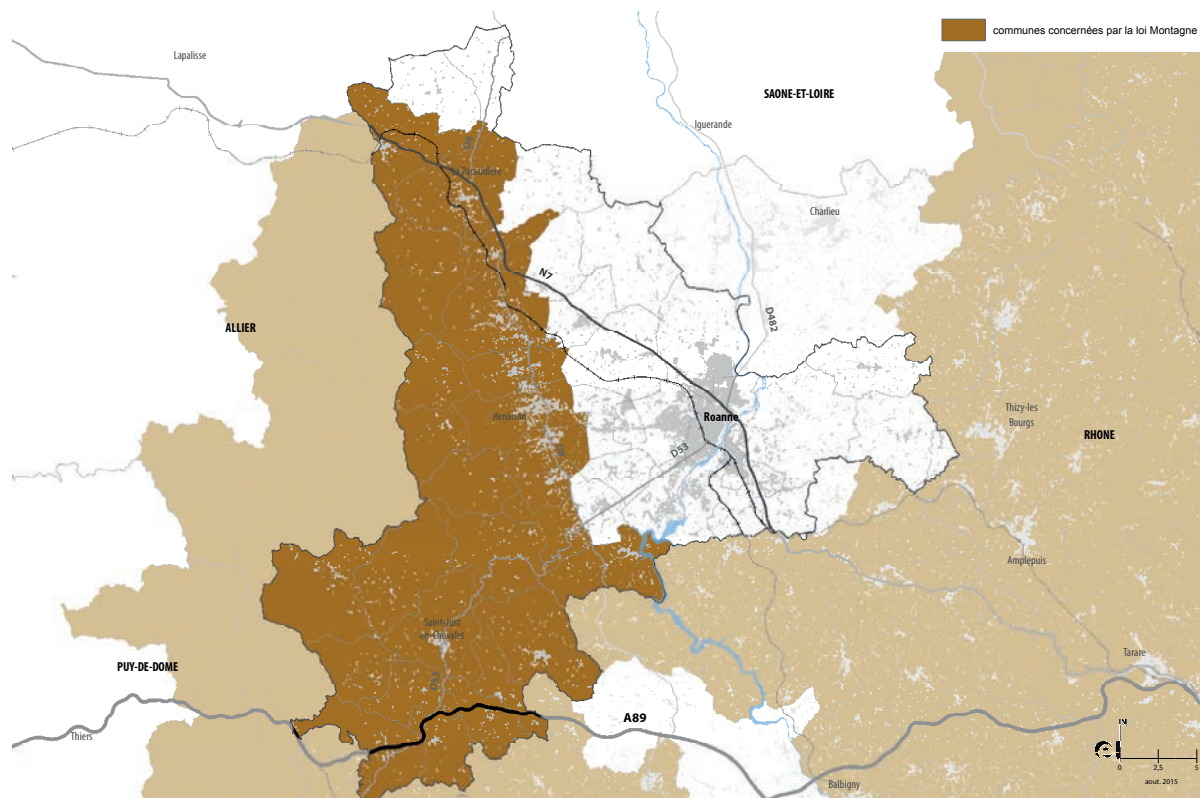 communes concernées par la loi Montagne
Lapalisse
SAONE-ET-LOIRE
Iguerande
La Pacaudière
Charlieu
N7
D482
ALLIER
Renaison
Roanne
Thizy-les
Bourgs
RHONE
D53
Amplepuis
Saint-Just
en-Chevalet
Tarare
PUY-DE-DOME
D53
A89
Thiers
N
0
2,5
5
aout. 2015
Balbigny